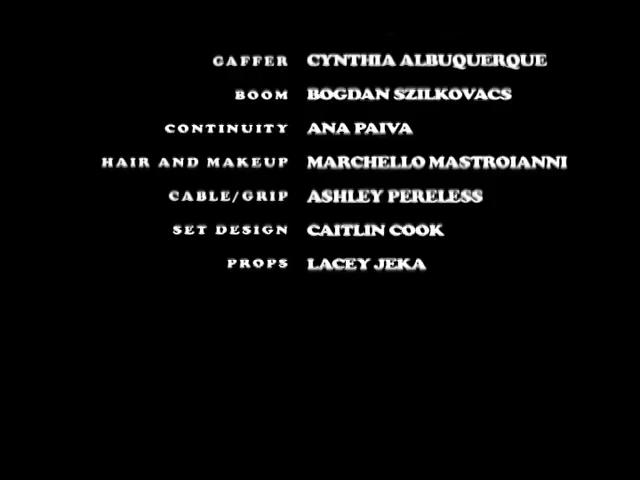 GAFFER CYNTHIA ALBUQUERQUE
BOOM BOGDAN SZILKOVACS
CONTINUITY ANA PAIVA
HAIR AND MAKEUP MARCHELLO MASTROIANNI
CABLE/GRIP ASHLEY PERELESS
SET DESIGN CAITLIN COOK
PROPS LACEY JEKA